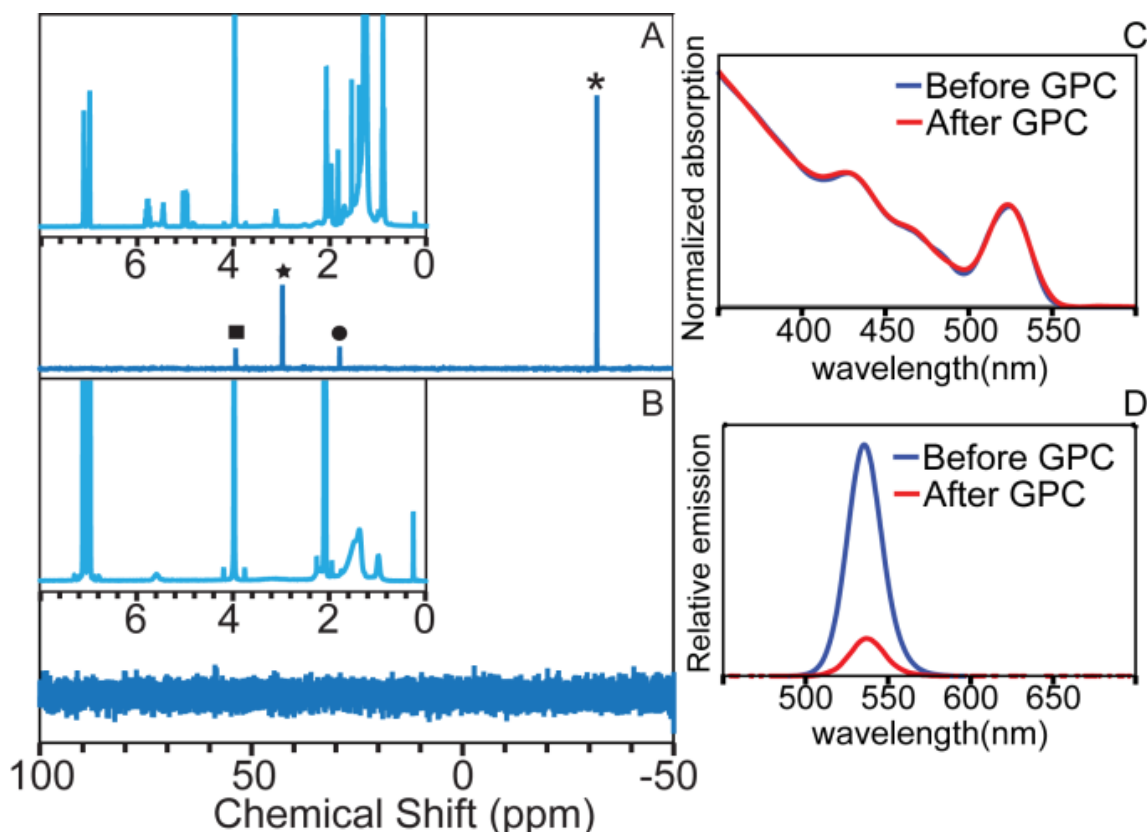 A
*
6 4 2 0
★
■ ●
B
6 4 2 0
100 50 0 -50
Chemical Shift (ppm)
C
Before GPC
After GPC
Normalized absorption
400 450 500 550
wavelength(nm)
D
Before GPC
After GPC
Relative emission
500 550 600 650
wavelength(nm)